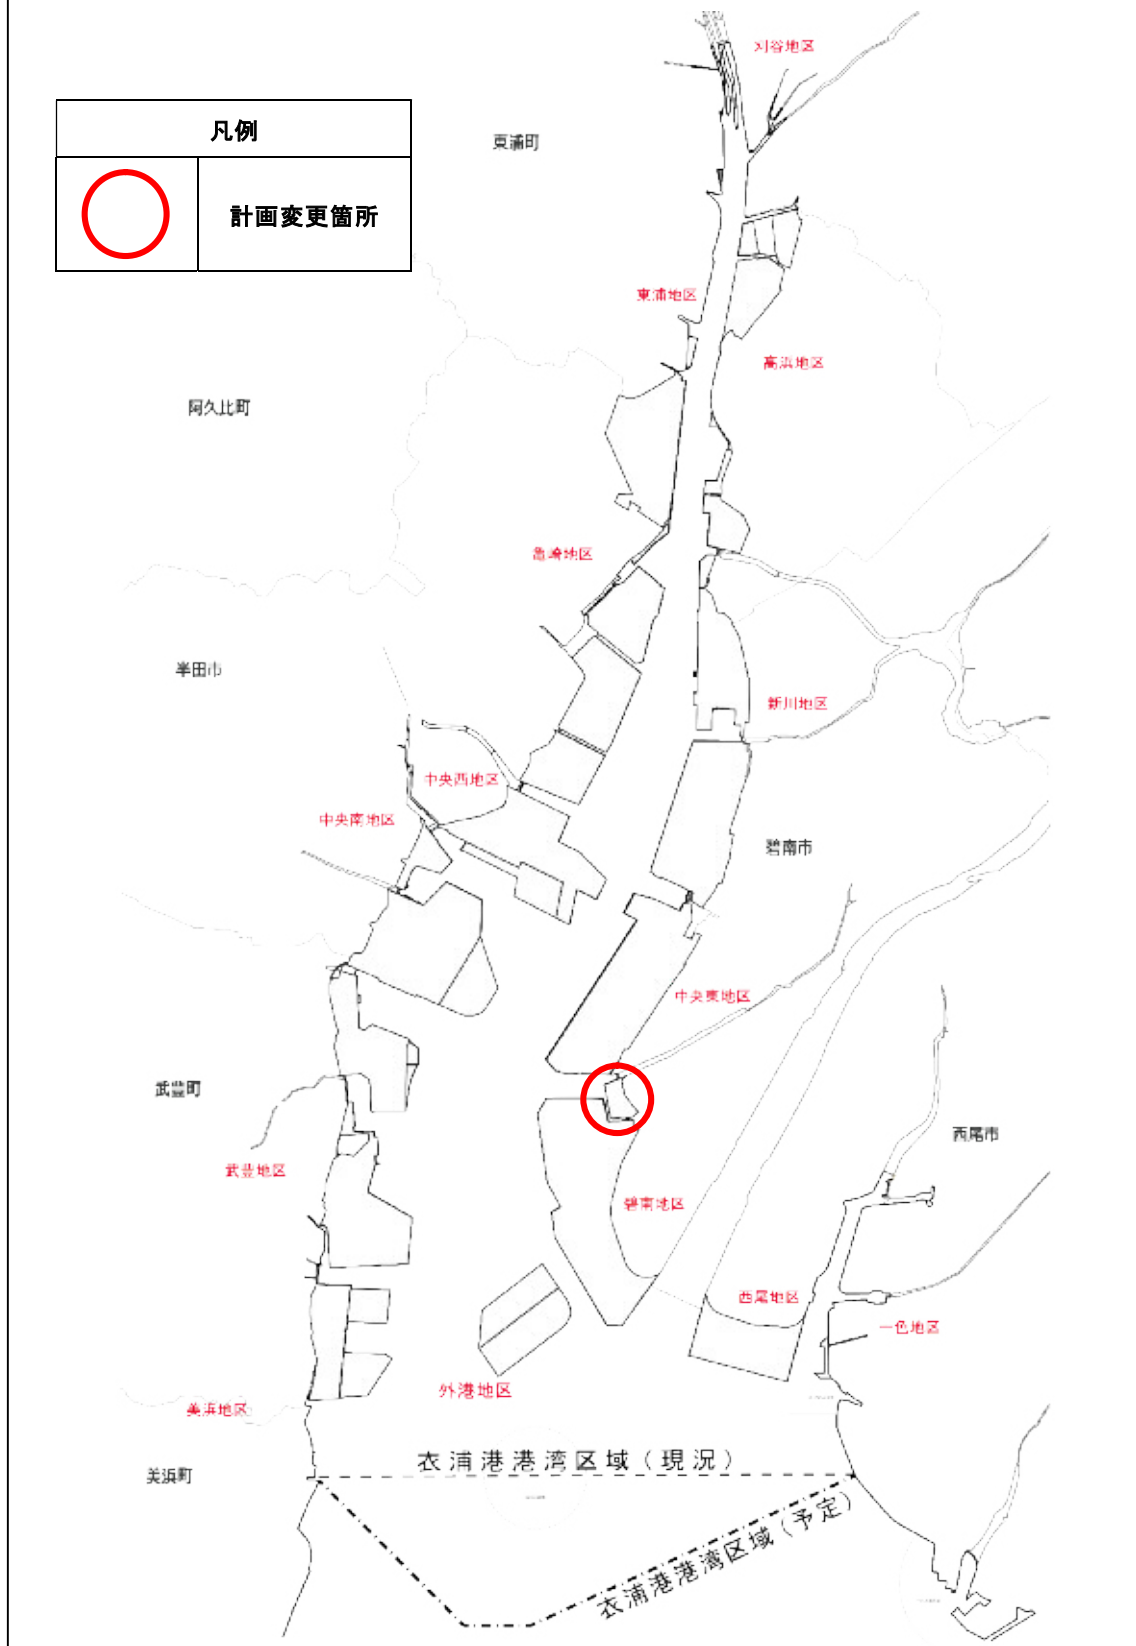 刈谷地区
凡例
計画変更箇所
東浦町
東浦地区
高浜地区
阿久比町
亀崎地区
半田市
新川地区
中央西地区
中央南地区
碧南市
中央東地区
武豊町
西尾市
武豊地区
碧南地区
西尾地区
一色地区
外港地区
美浜地区
衣浦港港湾区域(現況)
美浜町
衣浦港港湾区域(予定)